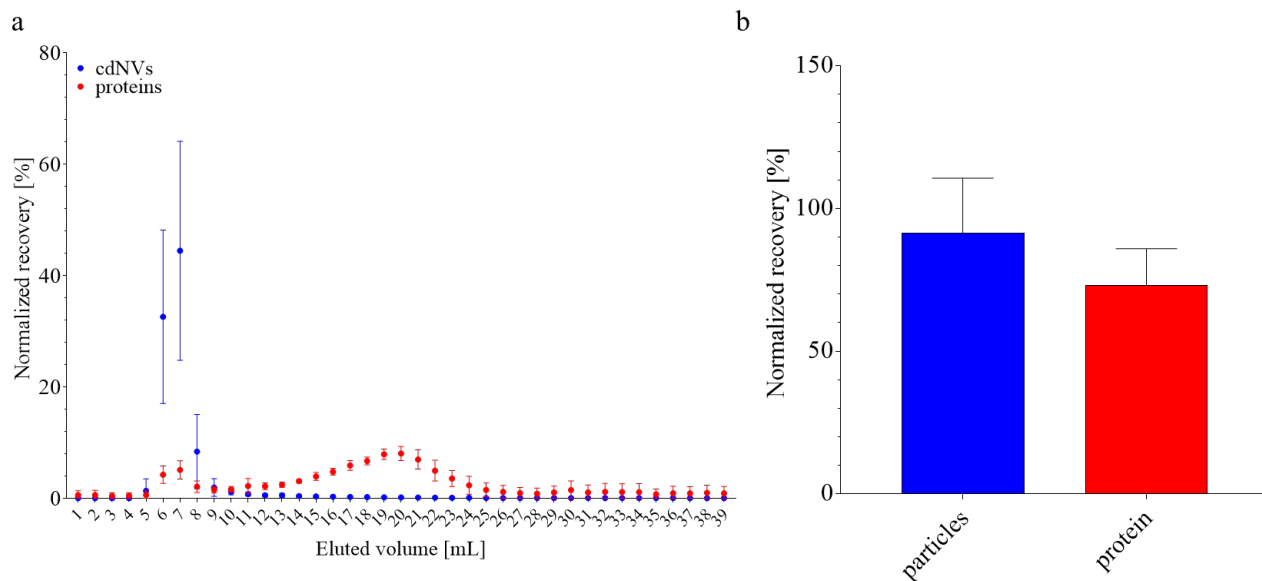 a
b
80
60
40
20
0
Normalized recovery [%]
cdNVs
proteins
1 2 3 4 5 6 7 8 9 10 11 12 13 14 15 16 17 18 19 20 21 22 23 24 25 26 27 28 29 30 31 32 33 34 35 36 37 38 39
Eluted volume [mL]
150
100
50
0
Normalized recovery [%]
particles
protein